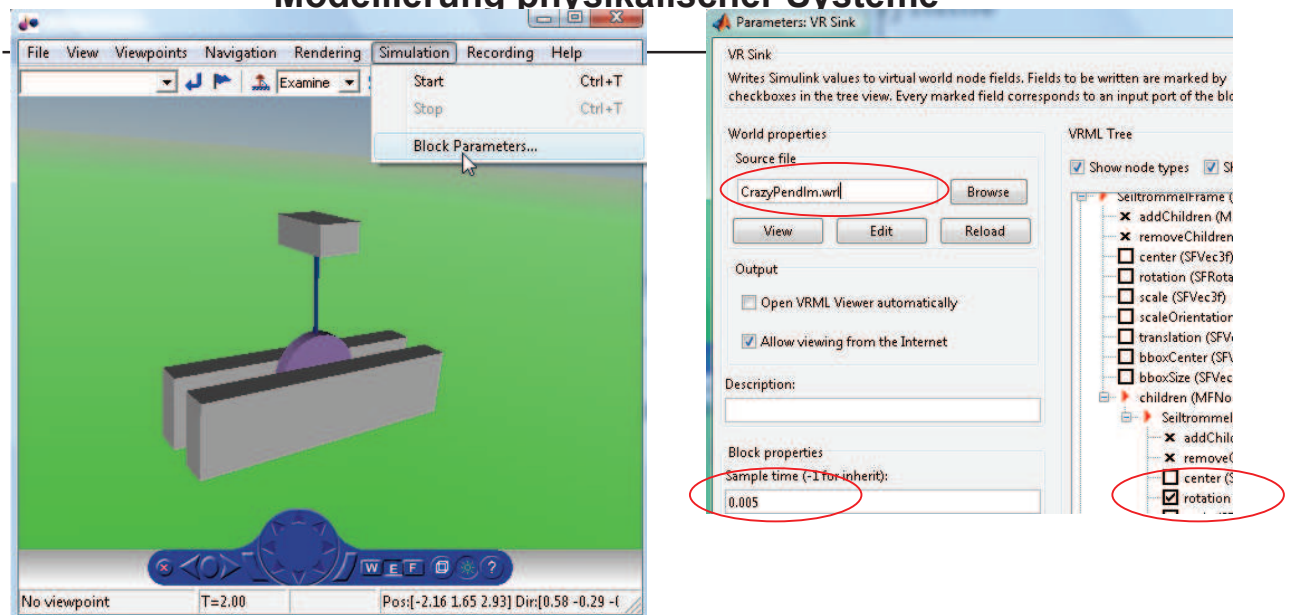 Modellierung physikalischer Systeme
File View Viewpoints Navigation Rendering Simulation Recording Help
Examine
Start Ctrl+T
Stop Ctrl+T
Block Parameters...
W E F ?
No viewpoint T=2.00 Pos:[-2.16 1.65 2.93] Dir:[0.58 -0.29 -(
Parameters: VR Sink
VR Sink
Writes Simulink values to virtual world node fields. Fields to be written are marked by
checkboxes in the tree view. Every marked field corresponds to an input port of the blo
World properties
Source file
CrazyPendlm.wrl
Browse
View Edit Reload
Output
Open VRML Viewer automatically
Allow viewing from the Internet
Description:
Block properties
Sample time (-1 for inherit):
0.005
VRML Tree
Show node types Sh
SeiltrommelFrame (
addChildren (M
removeChildren
center (SFVec3f)
rotation (SFRota
scale (SFVec3f)
scaleOrientation
translation (SFV
bboxCenter (SFV
bboxSize (SFVec
children (MFNo
Seiltrommel
addChild
remove
center (S
rotation